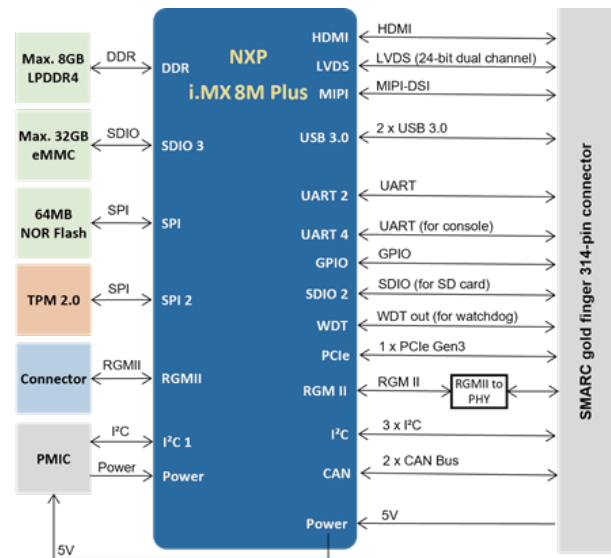 NXP
i.MX 8M Plus
Max. 8GB
LPDDR4
DDR
DDR
Max. 32GB
eMMC
SDIO
SDIO 3
64MB
NOR Flash
SPI
SPI
TPM 2.0
SPI
SPI 2
Connector
RGMII
RGMII
PMIC
I²C
I²C 1
Power
Power
5V
HDMI
HDMI
LVDS
LVDS (24-bit dual channel)
MIPI
MIPI-DSI
USB 3.0
2 x USB 3.0
UART 2
UART
UART 4
UART (for console)
GPIO
GPIO
SDIO 2
SDIO (for SD card)
WDT
WDT out (for watchdog)
PCIe
1 x PCIe Gen3
RGM II
RGM II
RGMII to
PHY
I²C
3 x I²C
CAN
2 x CAN Bus
Power
5V
SMARC gold finger 314-pin connector